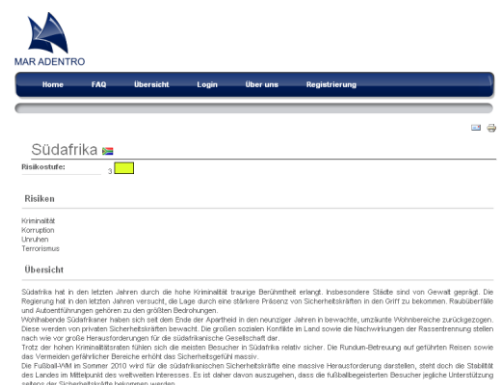 MAR ADENTRO
Home FAQ Übersicht Login Über uns Registrierung
Südafrika
Risikostufe: 3
Risiken
Kriminalität
Korruption
Unruhen
Terrorismus
Übersicht
Südafrika hat in den letzten Jahren durch die hohe Kriminalität traurige Berühmtheit erlangt. Insbesondere Städte sind von Gewalt geprägt. Die
Regierung hat in den letzten Jahren versucht, die Lage durch eine stärkere Präsenz von Sicherheitskräften in den Griff zu bekommen. Raubüberfälle
und Autoentführungen gehören zu den größten Bedrohungen.
Wohlhabende Südafrikaner haben sich seit dem Ende der Apartheid in den neunziger Jahren in bewachte, umzäunte Wohnbereiche zurückgezogen.
Diese werden von privaten Sicherheitskräften bewacht. Die großen sozialen Konflikte im Land sowie die Nachwirkungen der Rassentrennung stellen
nach wie vor große Herausforderungen für die südafrikanische Gesellschaft dar.
Trotz der hohen Kriminalitätsraten fühlen sich die meisten Besucher in Südafrika relativ sicher. Die Rundum-Betreuung auf geführten Reisen sowie
das Vermeiden gefährlicher Bereiche erhöht das Sicherheitsgefühl massiv.
Die Fußball-WM im Sommer 2010 wird für die südafrikanischen Sicherheitskräfte eine massive Herausforderung darstellen, steht doch die Stabilität
des Landes im Mittelpunkt des weltweiten Interesses. Es ist daher davon auszugehen, dass die fußballbegeisterten Besucher jegliche Unterstützung
seitens der Sicherheitskräfte bekommen werden.